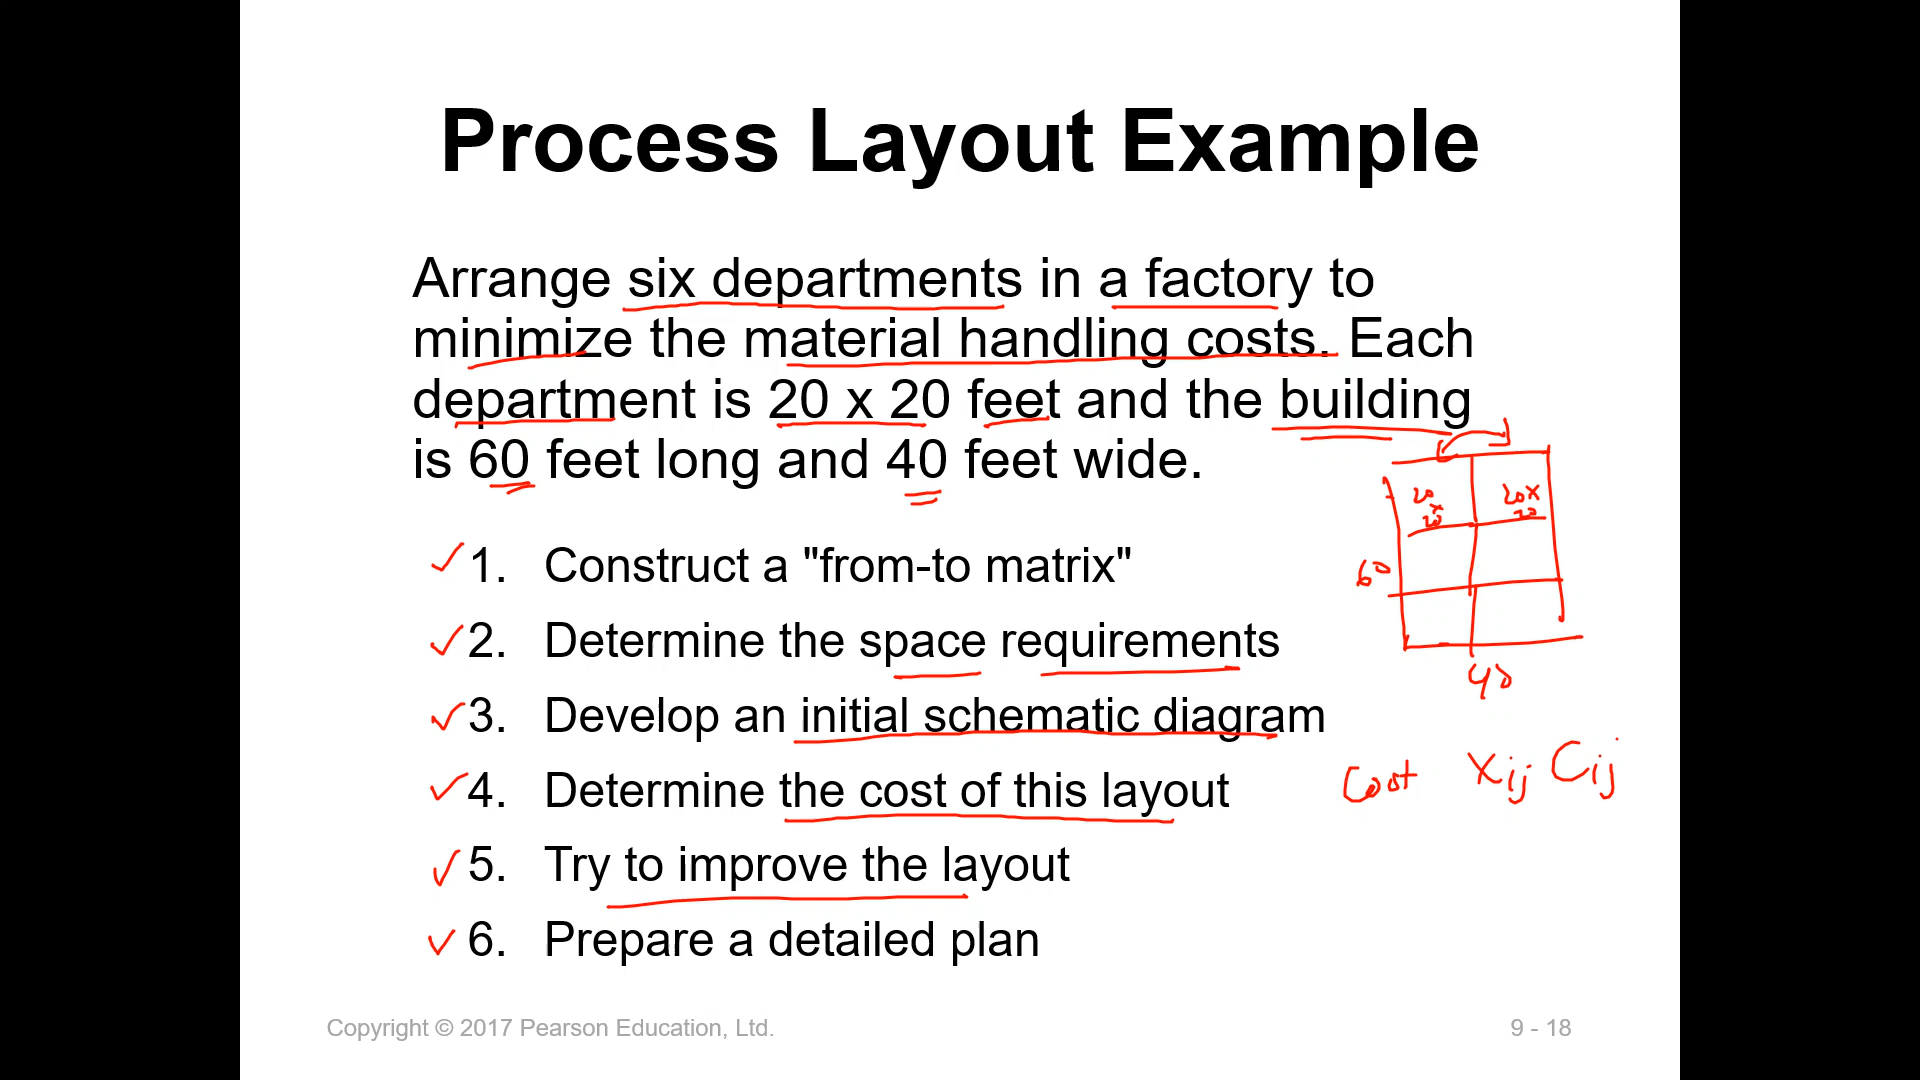 Process Layout Example
Arrange six departments in a factory to
minimize the material handling costs. Each
department is 20 x 20 feet and the building
is 60 feet long and 40 feet wide.
20
x
20
20x
20
60
40
1. Construct a "from-to matrix"
2. Determine the space requirements
3. Develop an initial schematic diagram
4. Determine the cost of this layout
Cost Xij Cij
5. Try to improve the layout
6. Prepare a detailed plan
Copyright © 2017 Pearson Education, Ltd.
9 - 18